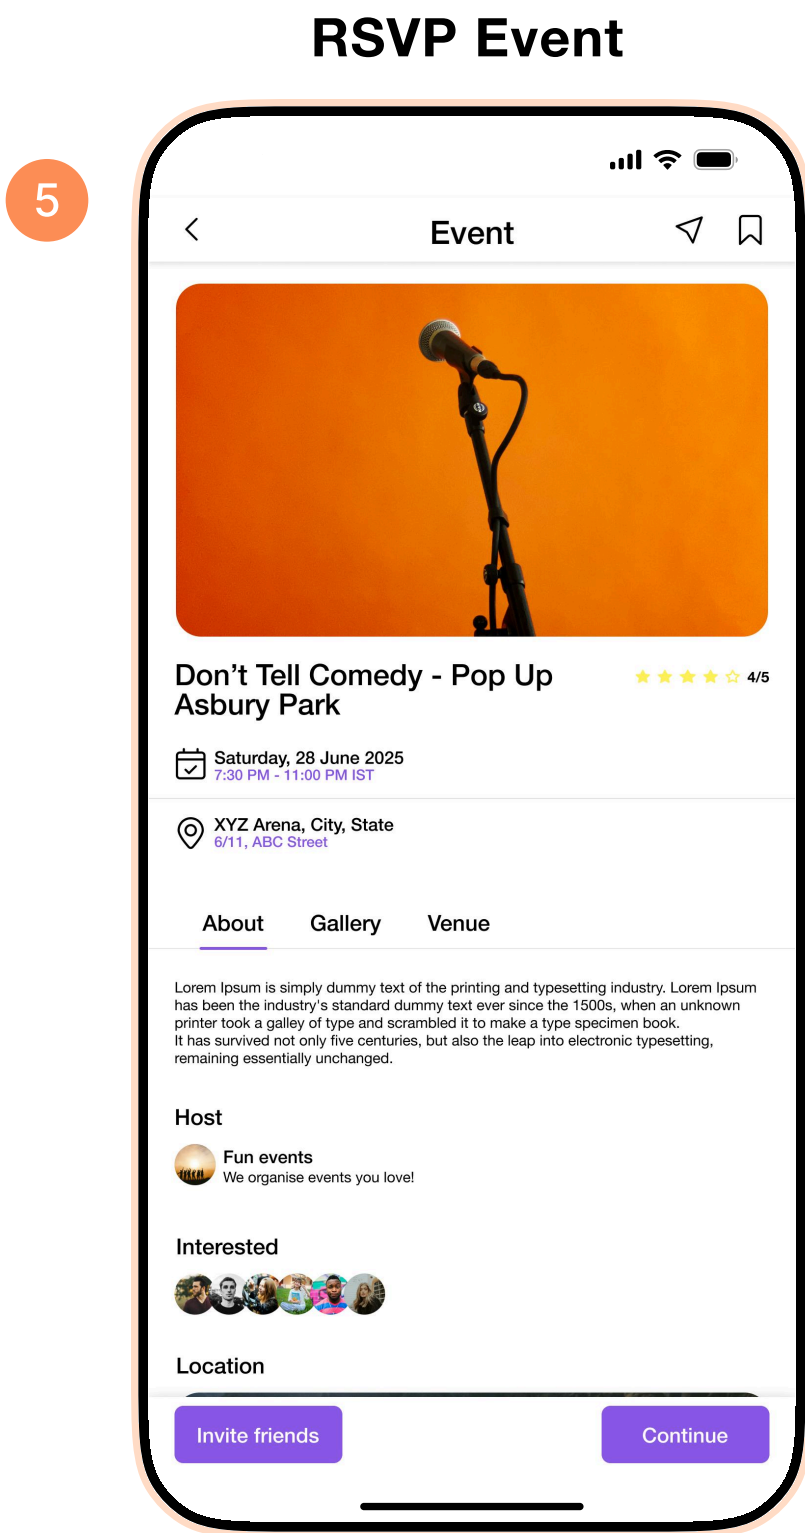 RSVP Event
5
Event
Don’t Tell Comedy - Pop Up
Asbury Park
4/5
Saturday, 28 June 2025
7:30 PM - 11:00 PM IST
XYZ Arena, City, State
6/11, ABC Street
About Gallery Venue
Lorem Ipsum is simply dummy text of the printing and typesetting industry. Lorem Ipsum
has been the industry's standard dummy text ever since the 1500s, when an unknown
printer took a galley of type and scrambled it to make a type specimen book.
It has survived not only five centuries, but also the leap into electronic typesetting,
remaining essentially unchanged.
Host
Fun events
We organise events you love!
Interested
Location
Invite friends Continue